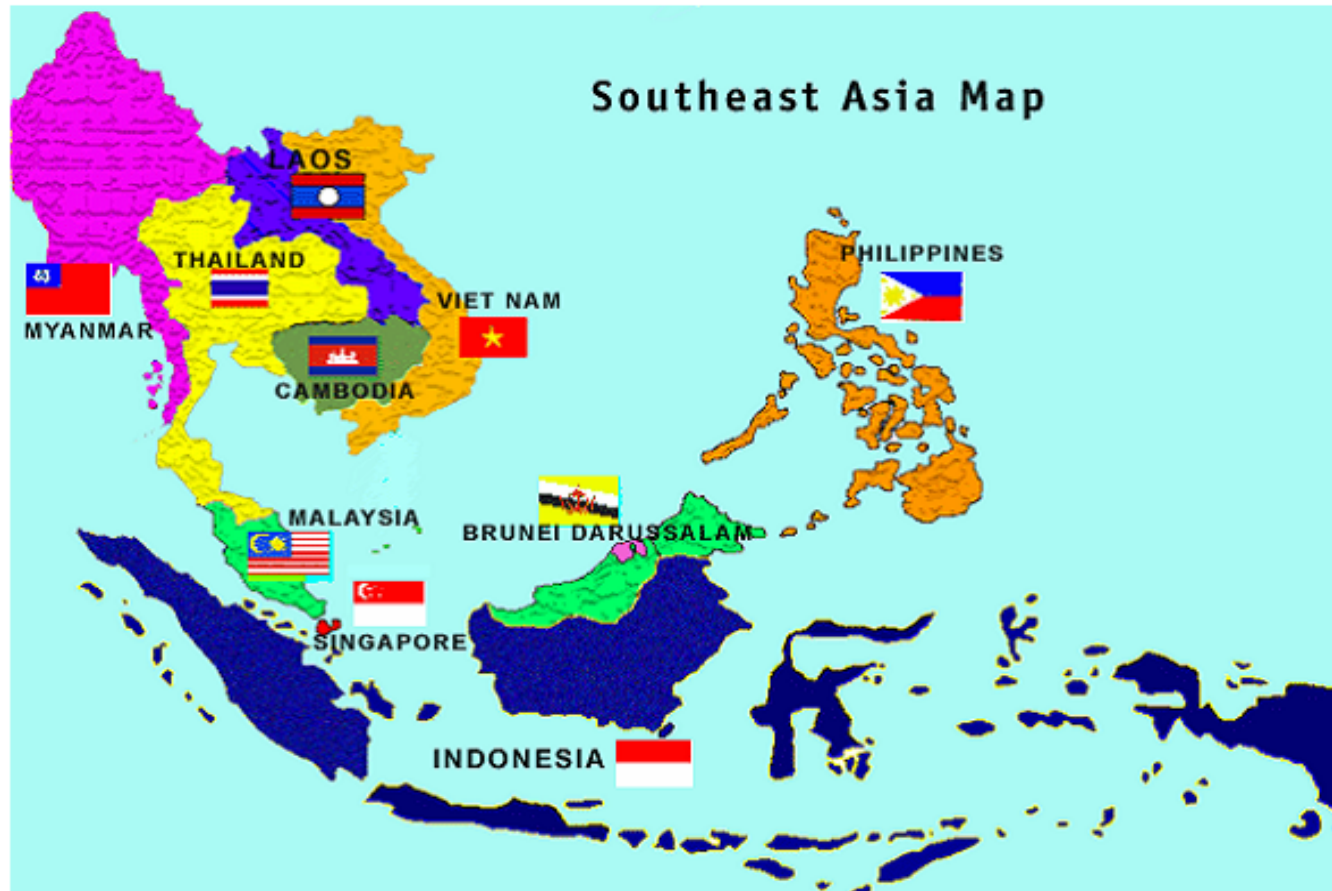 Southeast Asia Map
LAOS
THAILAND
PHILIPPINES
VIET NAM
MYANMAR
CAMBODIA
MALAYSIA
BRUNEI DARUSSALAM
SINGAPORE
INDONESIA